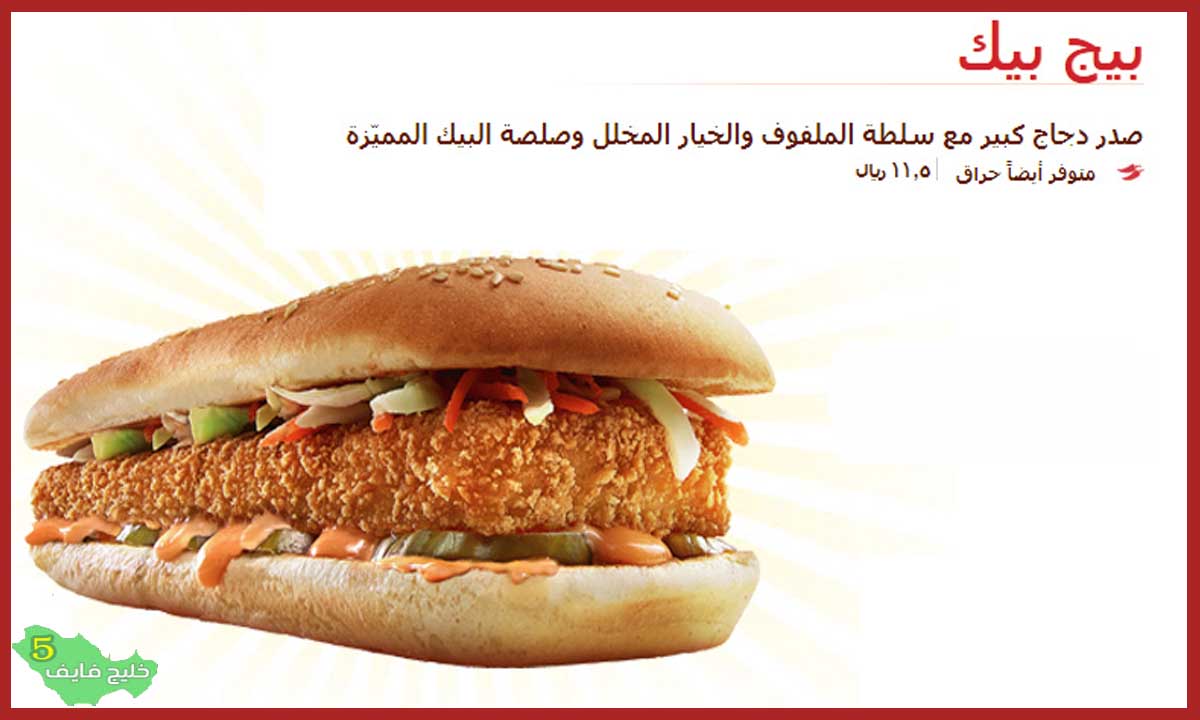 بيج بيك
صدر دجاج كبير مع سلطة الملفوف والخيار المخلل وصلصة البيك المميّزة
متوفر أيضاً حراق | ١١,٥ ريال
5
خليج فايف